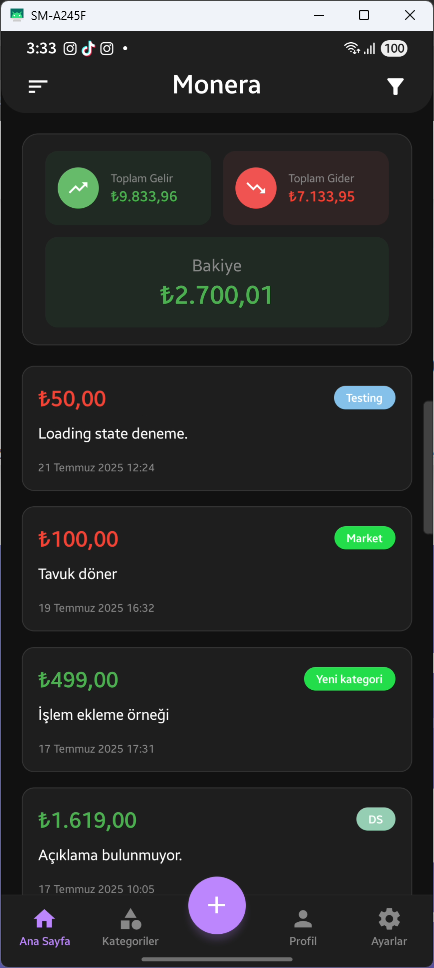 SM-A245F
3:33
100
Monera
Toplam Gelir
₺9.833,96
Toplam Gider
₺7.133,95
Bakiye
₺2.700,01
₺50,00
Testing
Loading state deneme.
21 Temmuz 2025 12:24
₺100,00
Market
Tavuk döner
19 Temmuz 2025 16:32
₺499,00
Yeni kategori
İşlem ekleme örneği
17 Temmuz 2025 17:31
₺1.619,00
DS
Açıklama bulunmuyor.
17 Temmuz 2025 10:05
Ana Sayfa
Kategoriler
Profil
Ayarlar